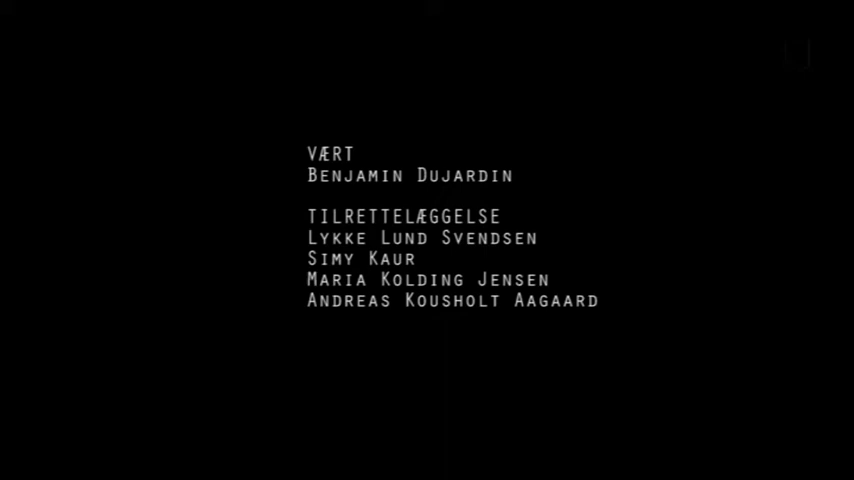 VÆRT
BENJAMIN DUJARDIN
TILRETTELÆGGELSE
LYKKE LUND SVENDSEN
SIMY KAUR
MARIA KOLDING JENSEN
ANDREAS KOUSHOLT AAGAARD